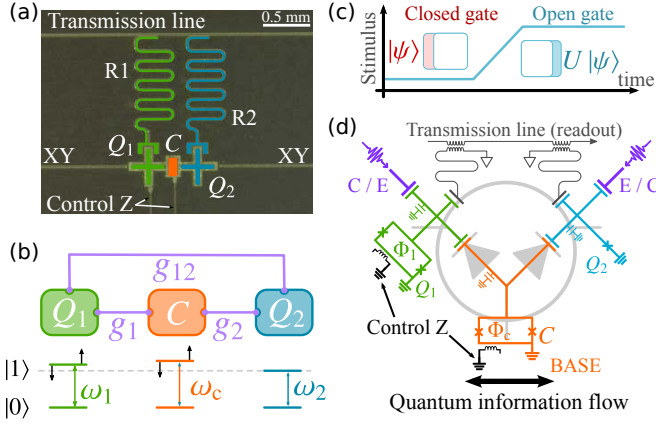 (a)
Transmission line
0.5 mm
R1
R2
Q₁
C
Q₂
XY
XY
Control Z
(b)
g₁₂
Q₁
C
Q₂
g₁
g₂
|1⟩
|0⟩
ω₁
ω_c
ω₂
(c)
Stimulus
Closed gate
Open gate
|ψ⟩
U |ψ⟩
time
(d)
Transmission line (readout)
C / E
E / C
Φ₁
Q₁
Q₂
Control Z
Φ_c
C
BASE
Quantum information flow